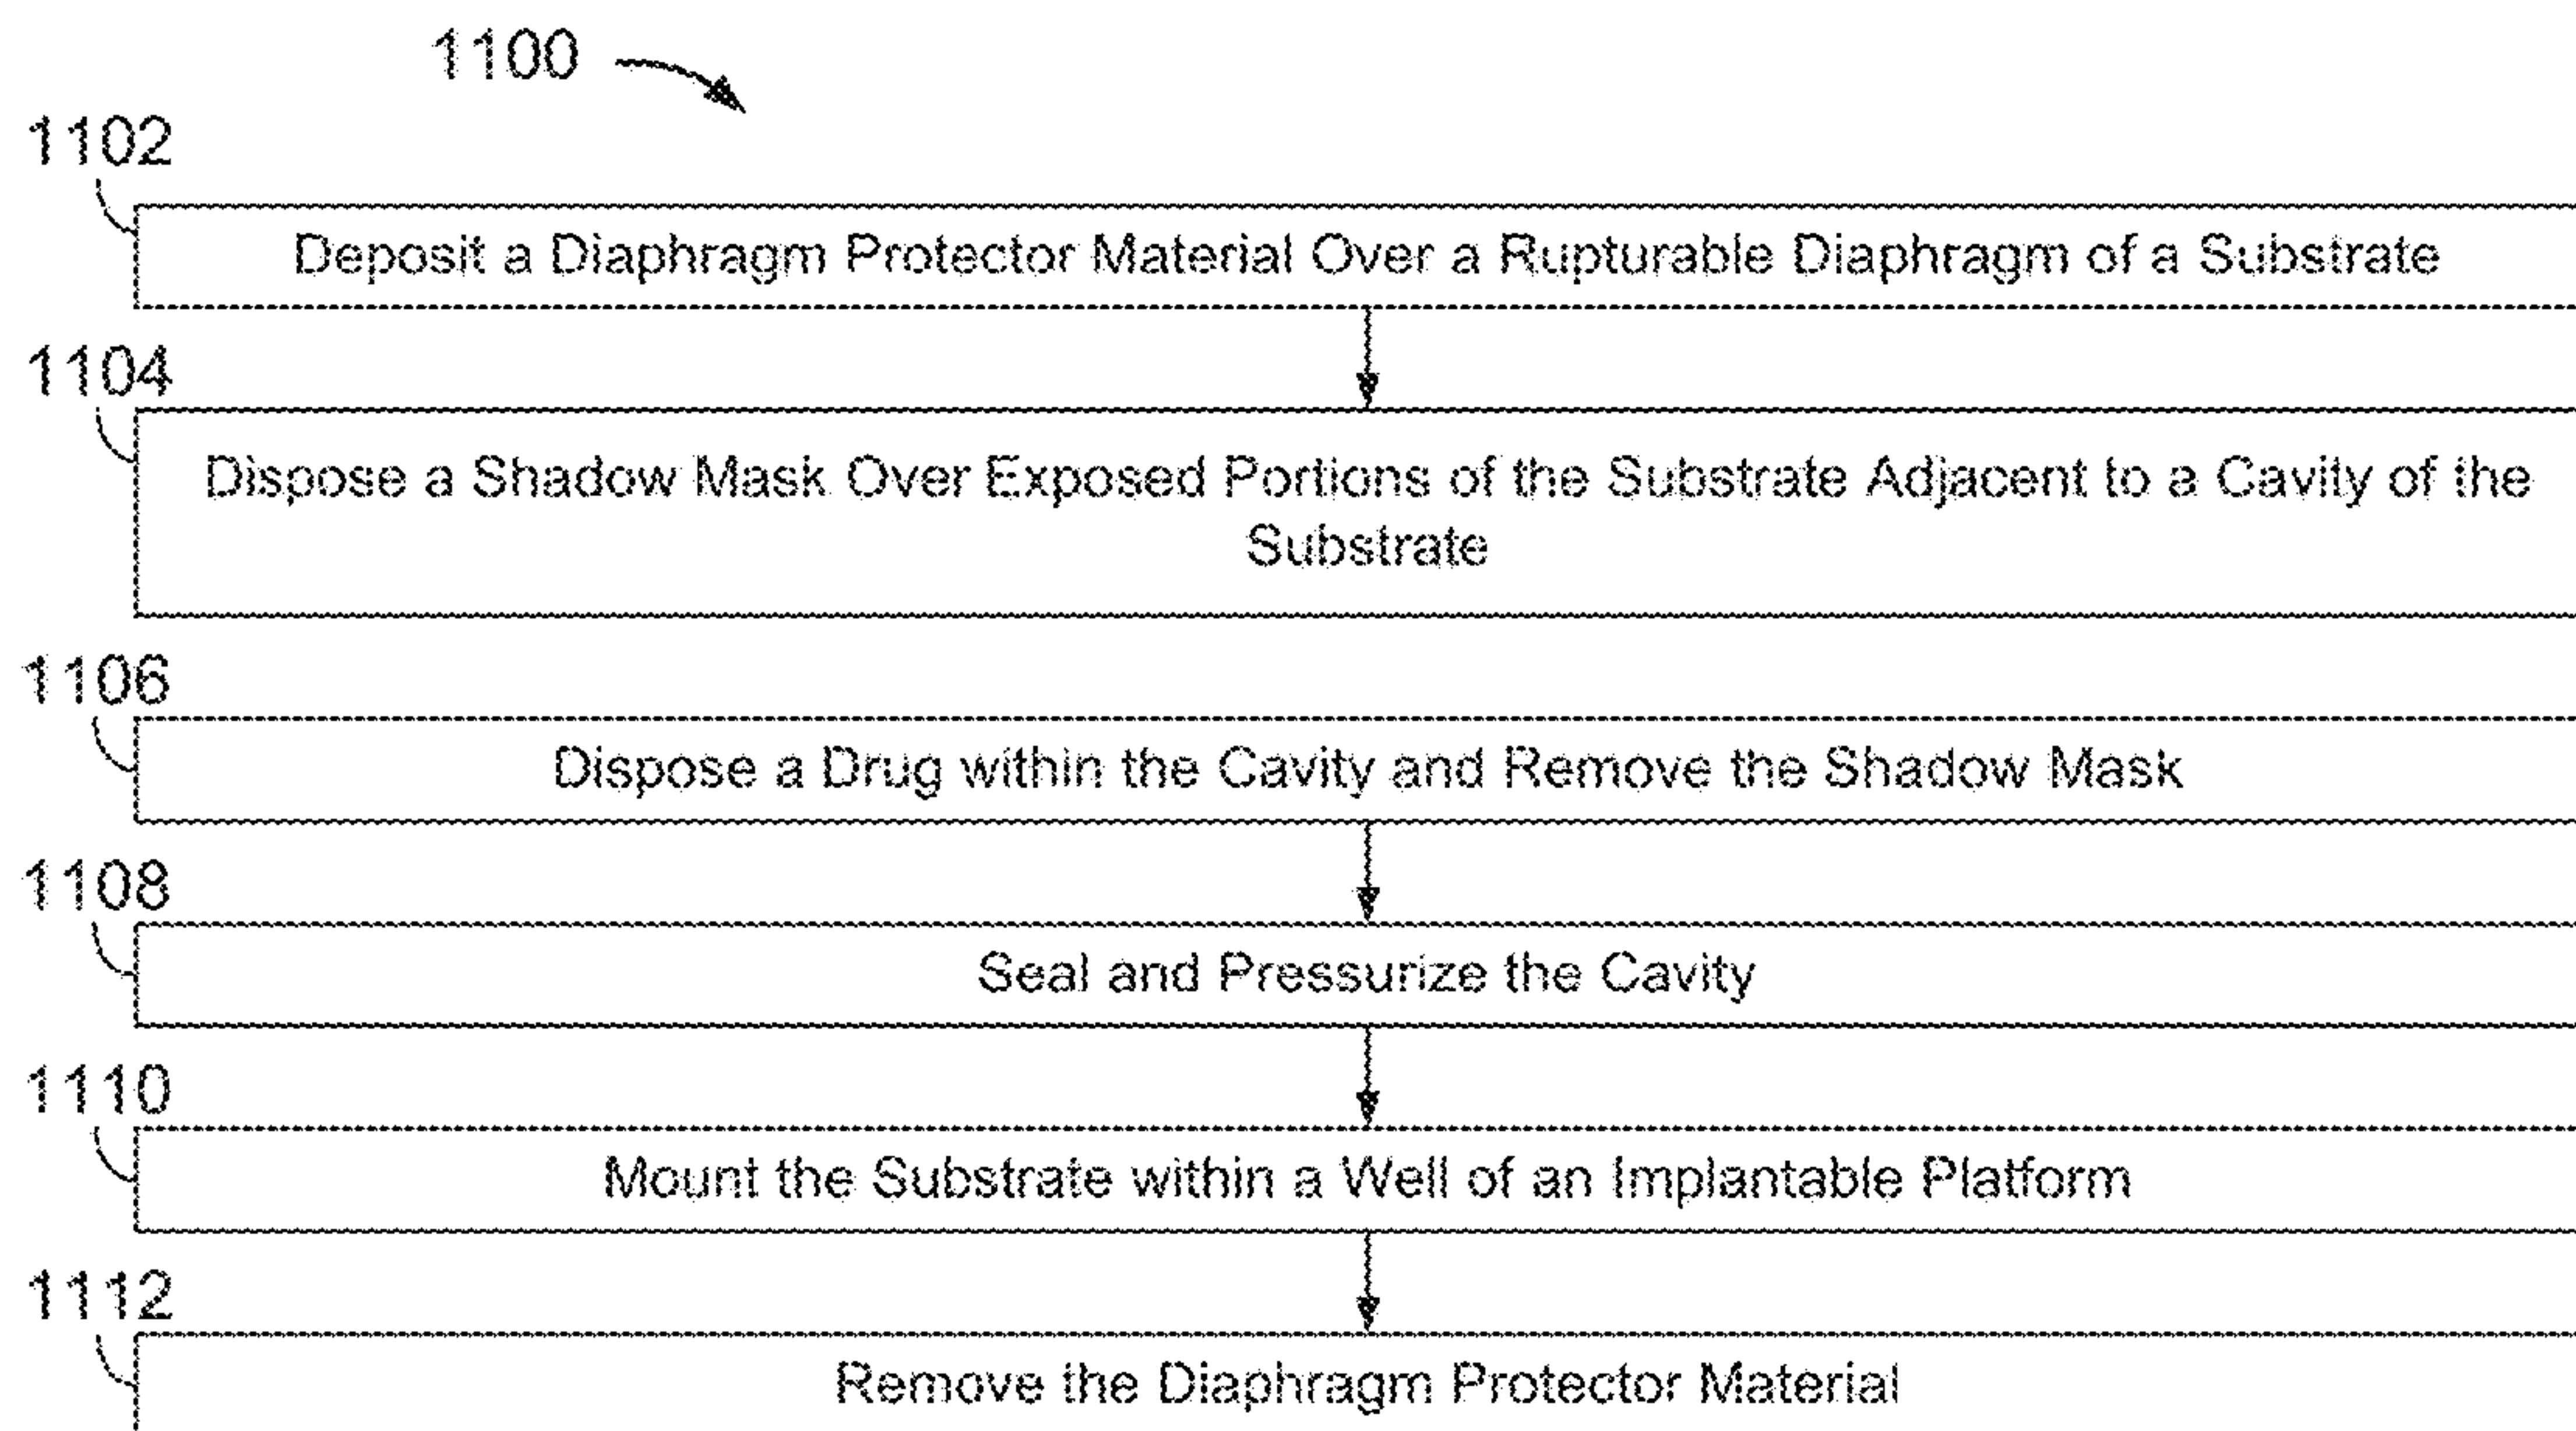 1100
1102
Deposit a Diaphragm Protector Material Over a Rupturable Diaphragm of a Substrate
1104
Dispose a Shadow Mask Over Exposed Portions of the Substrate Adjacent to a Cavity of the
Substrate
1106
Dispose a Drug within the Cavity and Remove the Shadow Mask
1108
Seal and Pressurize the Cavity
1110
Mount the Substrate within a Well of an Implantable Platform
1112
Remove the Diaphragm Protector Material